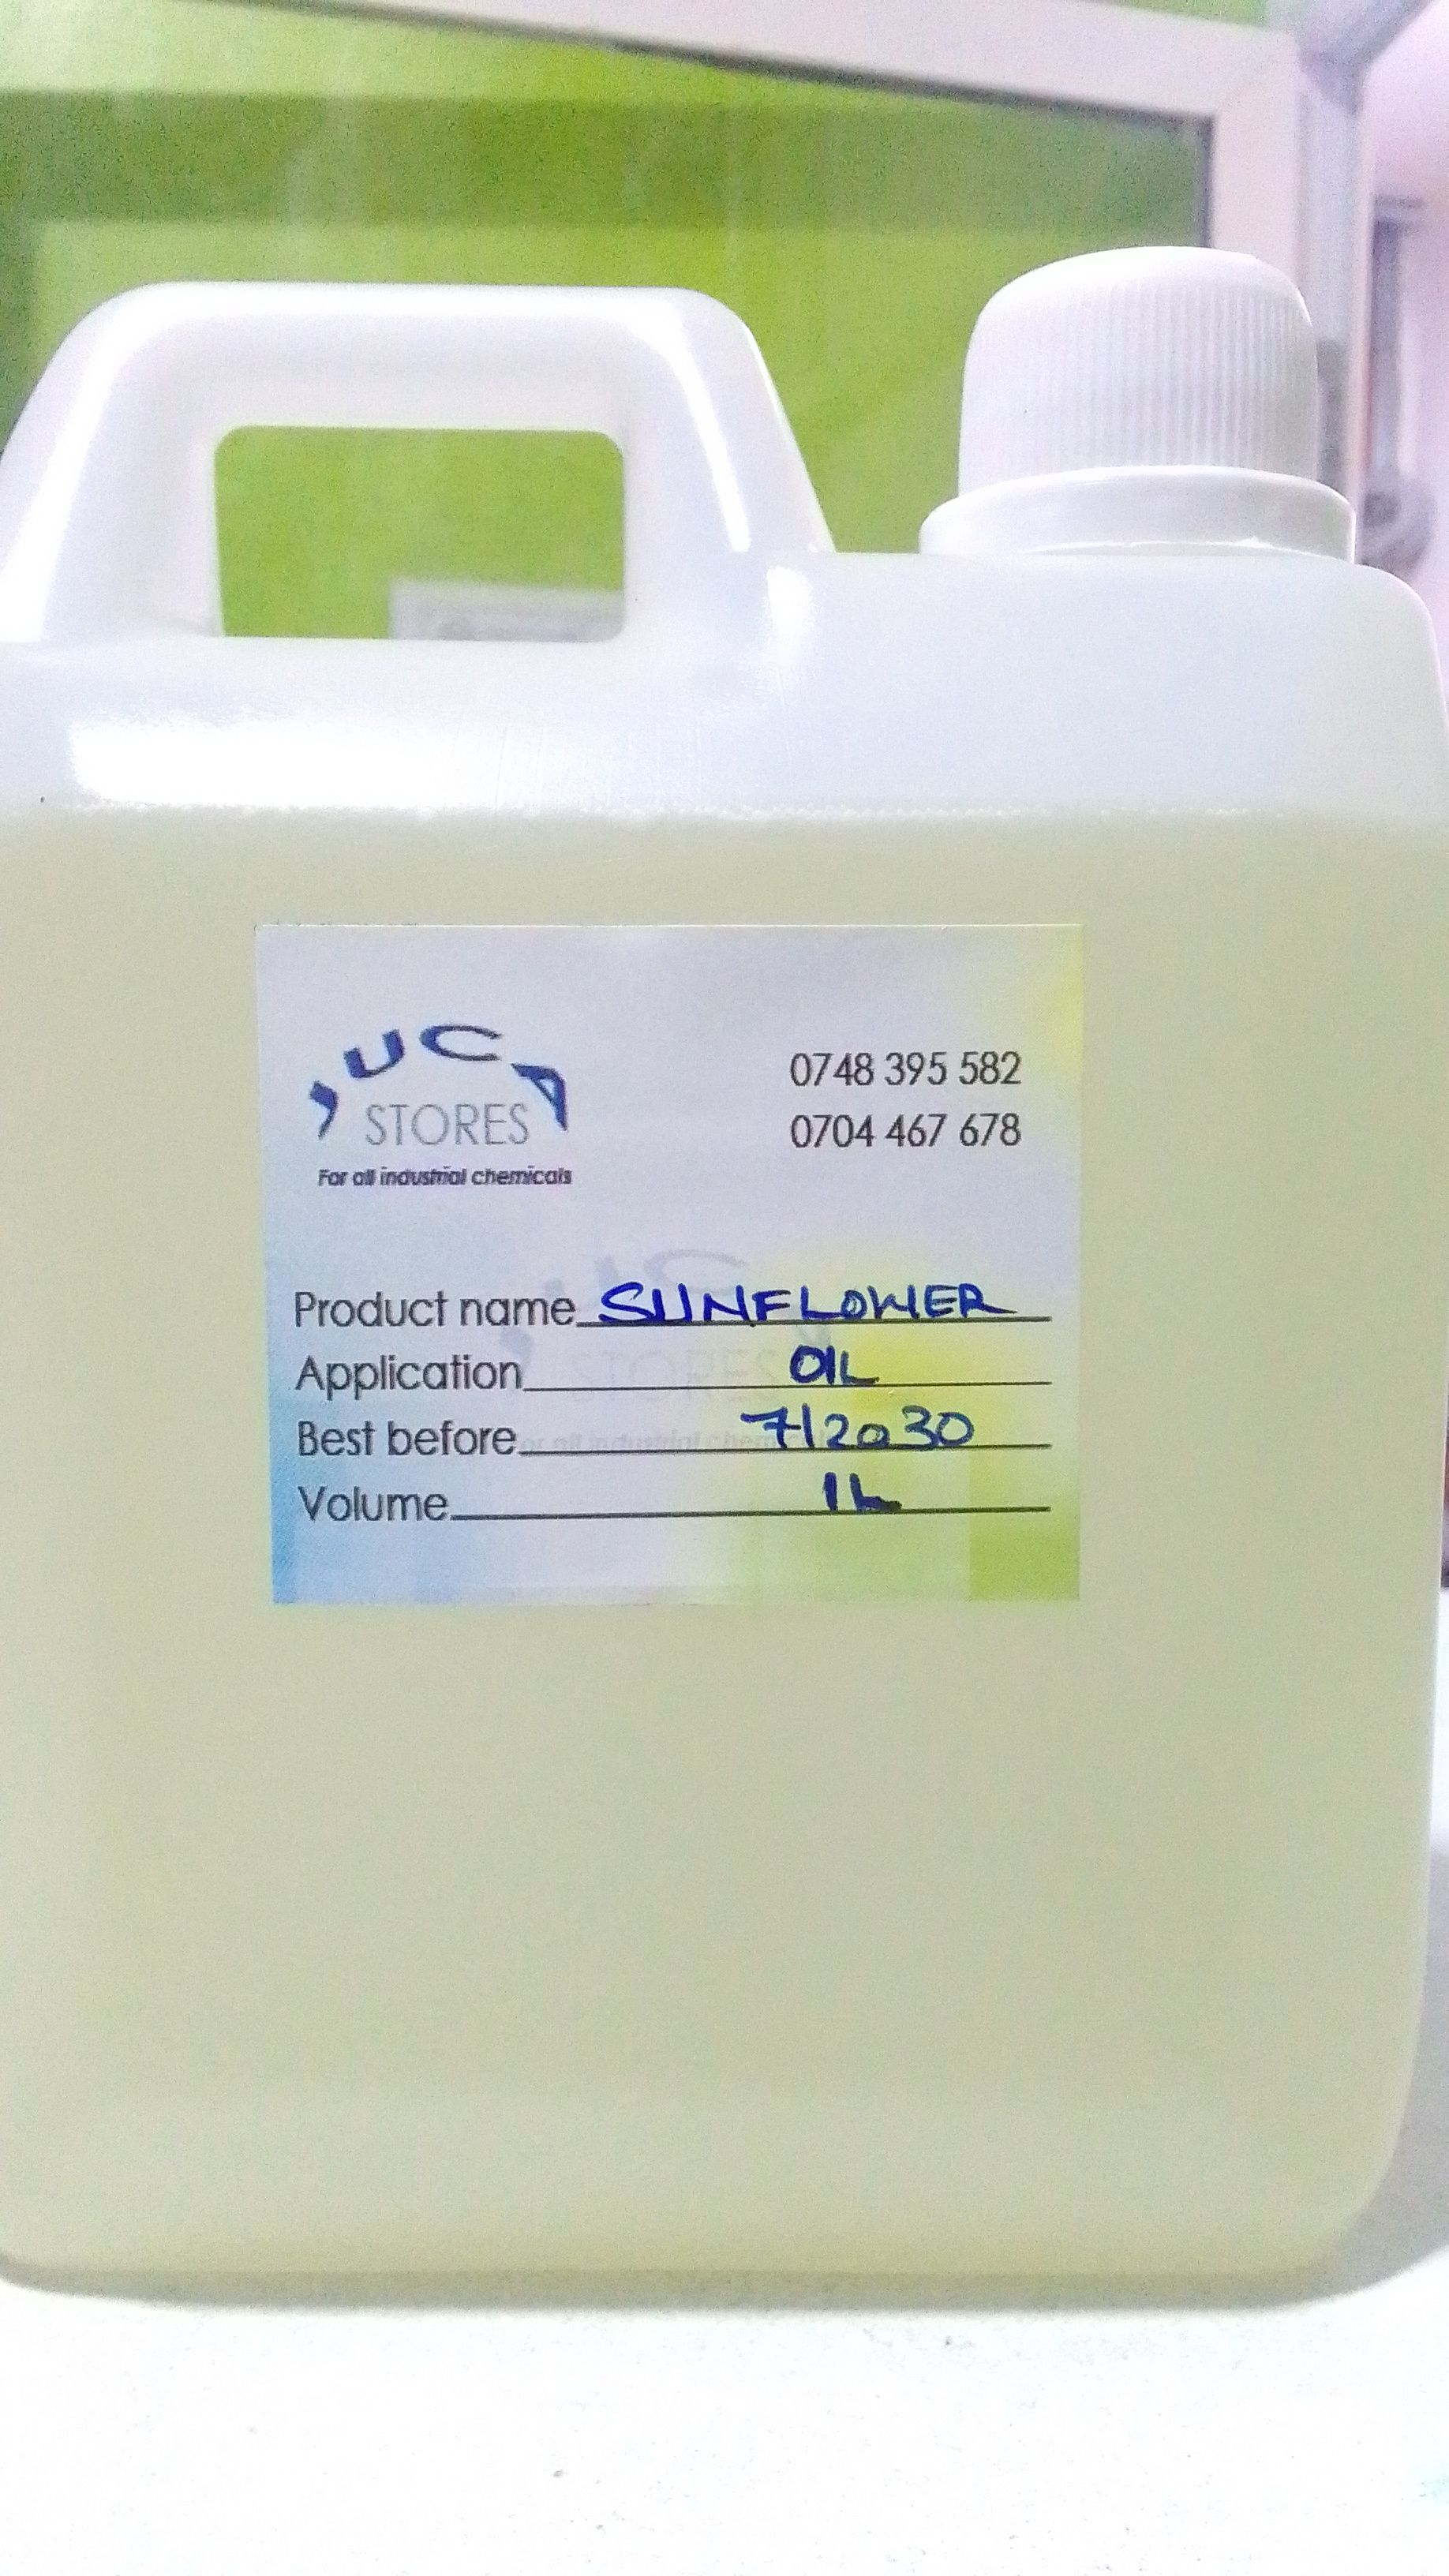 YUCA
STORES
For all industrial chemicals
0748 395 582
0704 467 678
Product name SUNFLOWER
Application OIL
Best before 7/2030
Volume 1L